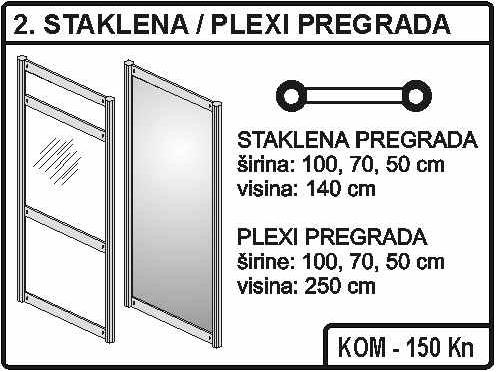 2. STAKLENA / PLEXI PREGRADA
STAKLENA PREGRADA
širina: 100, 70, 50 cm
visina: 140 cm
PLEXI PREGRADA
širine: 100, 70, 50 cm
visina: 250 cm
KOM - 150 Kn